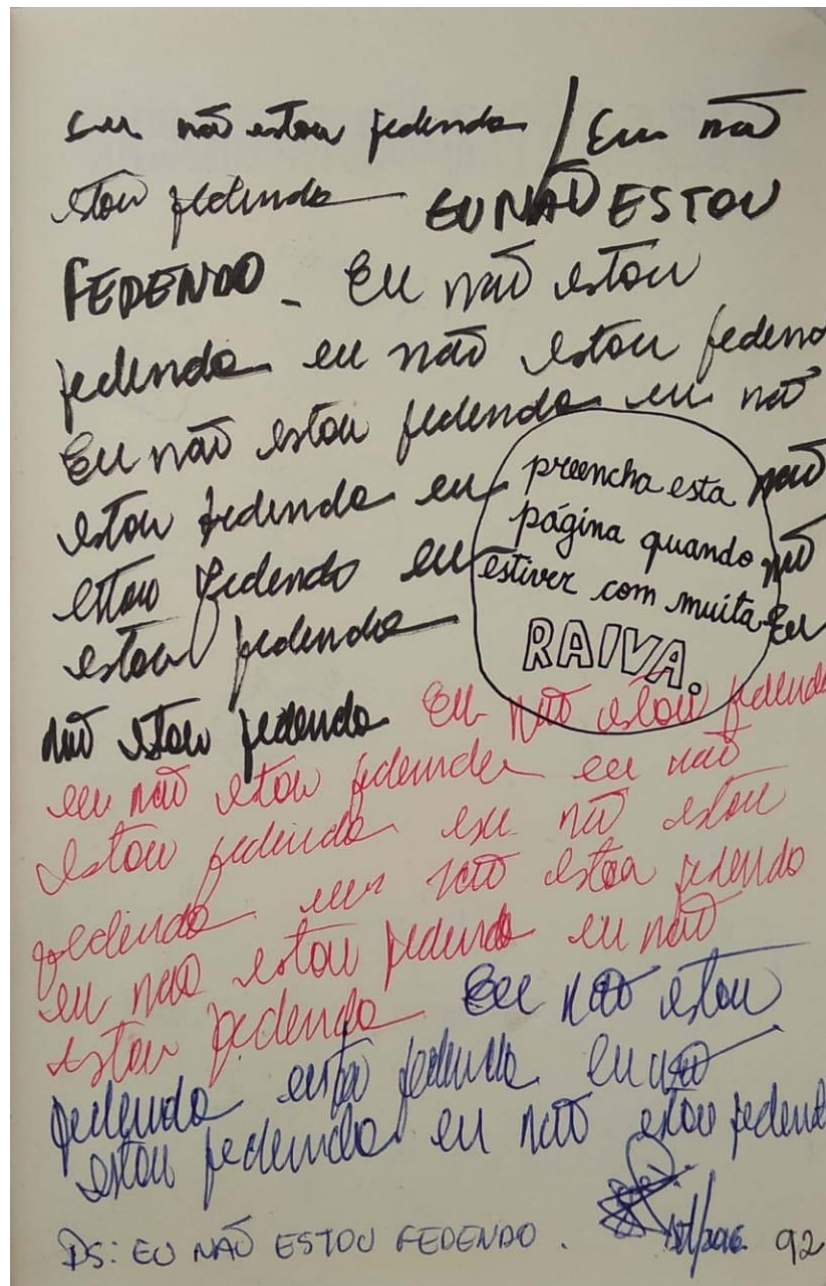 Eu não estou fedendo / Eu não
estou fedendo EU NÃO ESTOU
FEDENDO - Eu não estou
fedendo eu não estou fedend
Eu não estou fedendo eu não
estou fedendo eu não
estou fedendo eu não
estou fedendo Eu
preencha esta
página quando
estiver com muita
RAIVA.
não estou fedendo Eu não estou fedendo
eu não estou fedendo eu não
estou fedendo eu não estou
fedendo eu não estou fedendo
eu não estou fedendo eu não
estou fedendo Eu não estou
fedendo fedendo eu não
estou fedendo eu não estou fedend
PS: EU NÃO ESTOU FEDENDO.
92